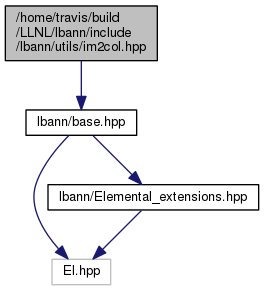 /home/travis/build
/LLNL/lbann/include
/lbann/utils/im2col.hpp
lbann/base.hpp
lbann/Elemental_extensions.hpp
El.hpp